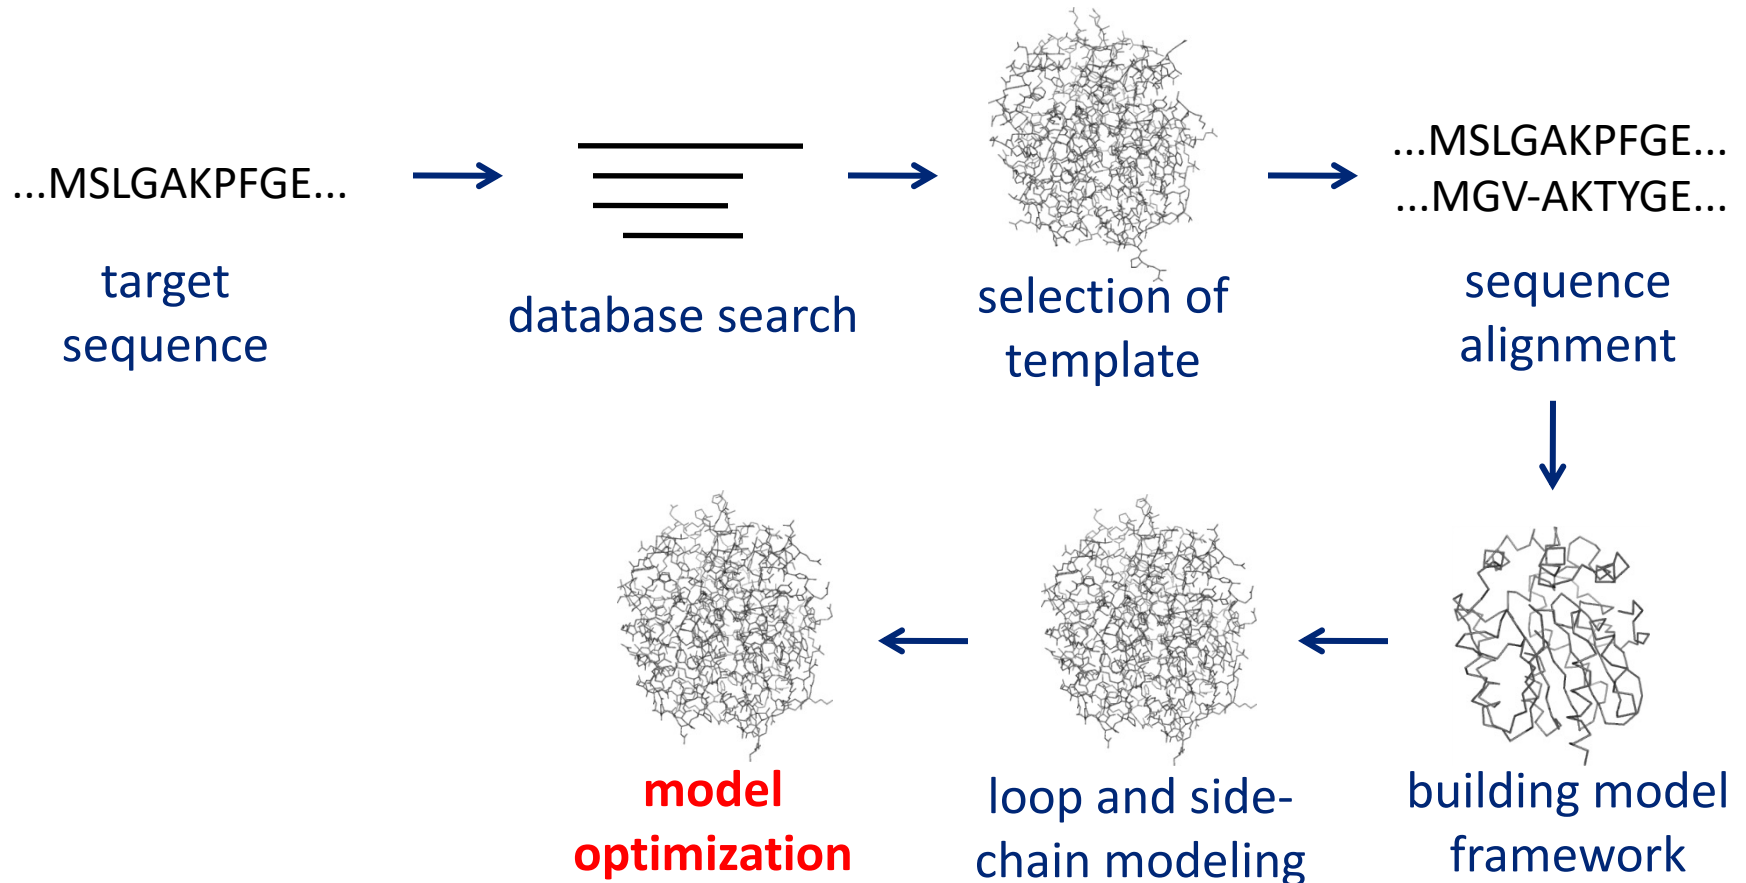 ...MSLGAKPFGE...
target
sequence
database search
selection of
template
...MSLGAKPFGE...
...MGV-AKTYGE...
sequence
alignment
building model
framework
loop and side-
chain modeling
model
optimization